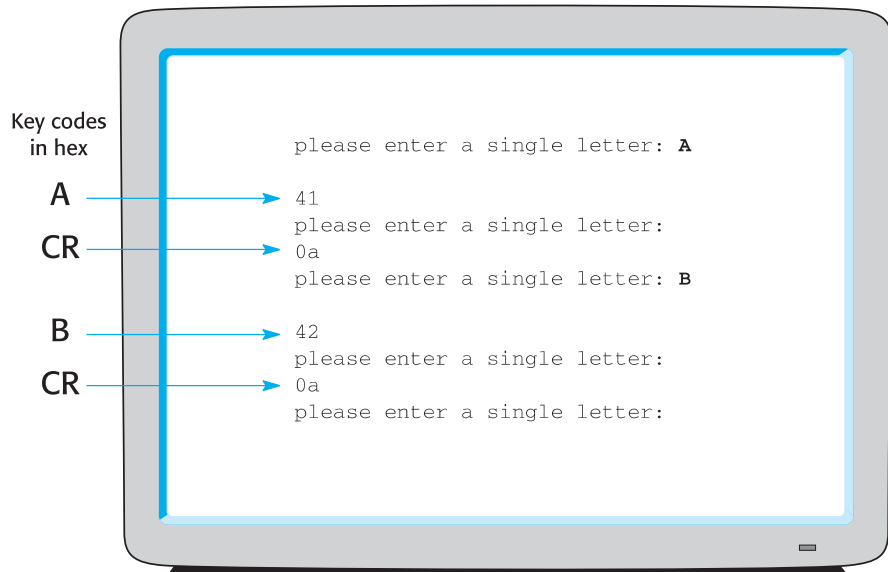 Key codes
in hex
please enter a single letter: A
A
41
please enter a single letter:
CR
0a
please enter a single letter: B
B
42
please enter a single letter:
CR
0a
please enter a single letter: